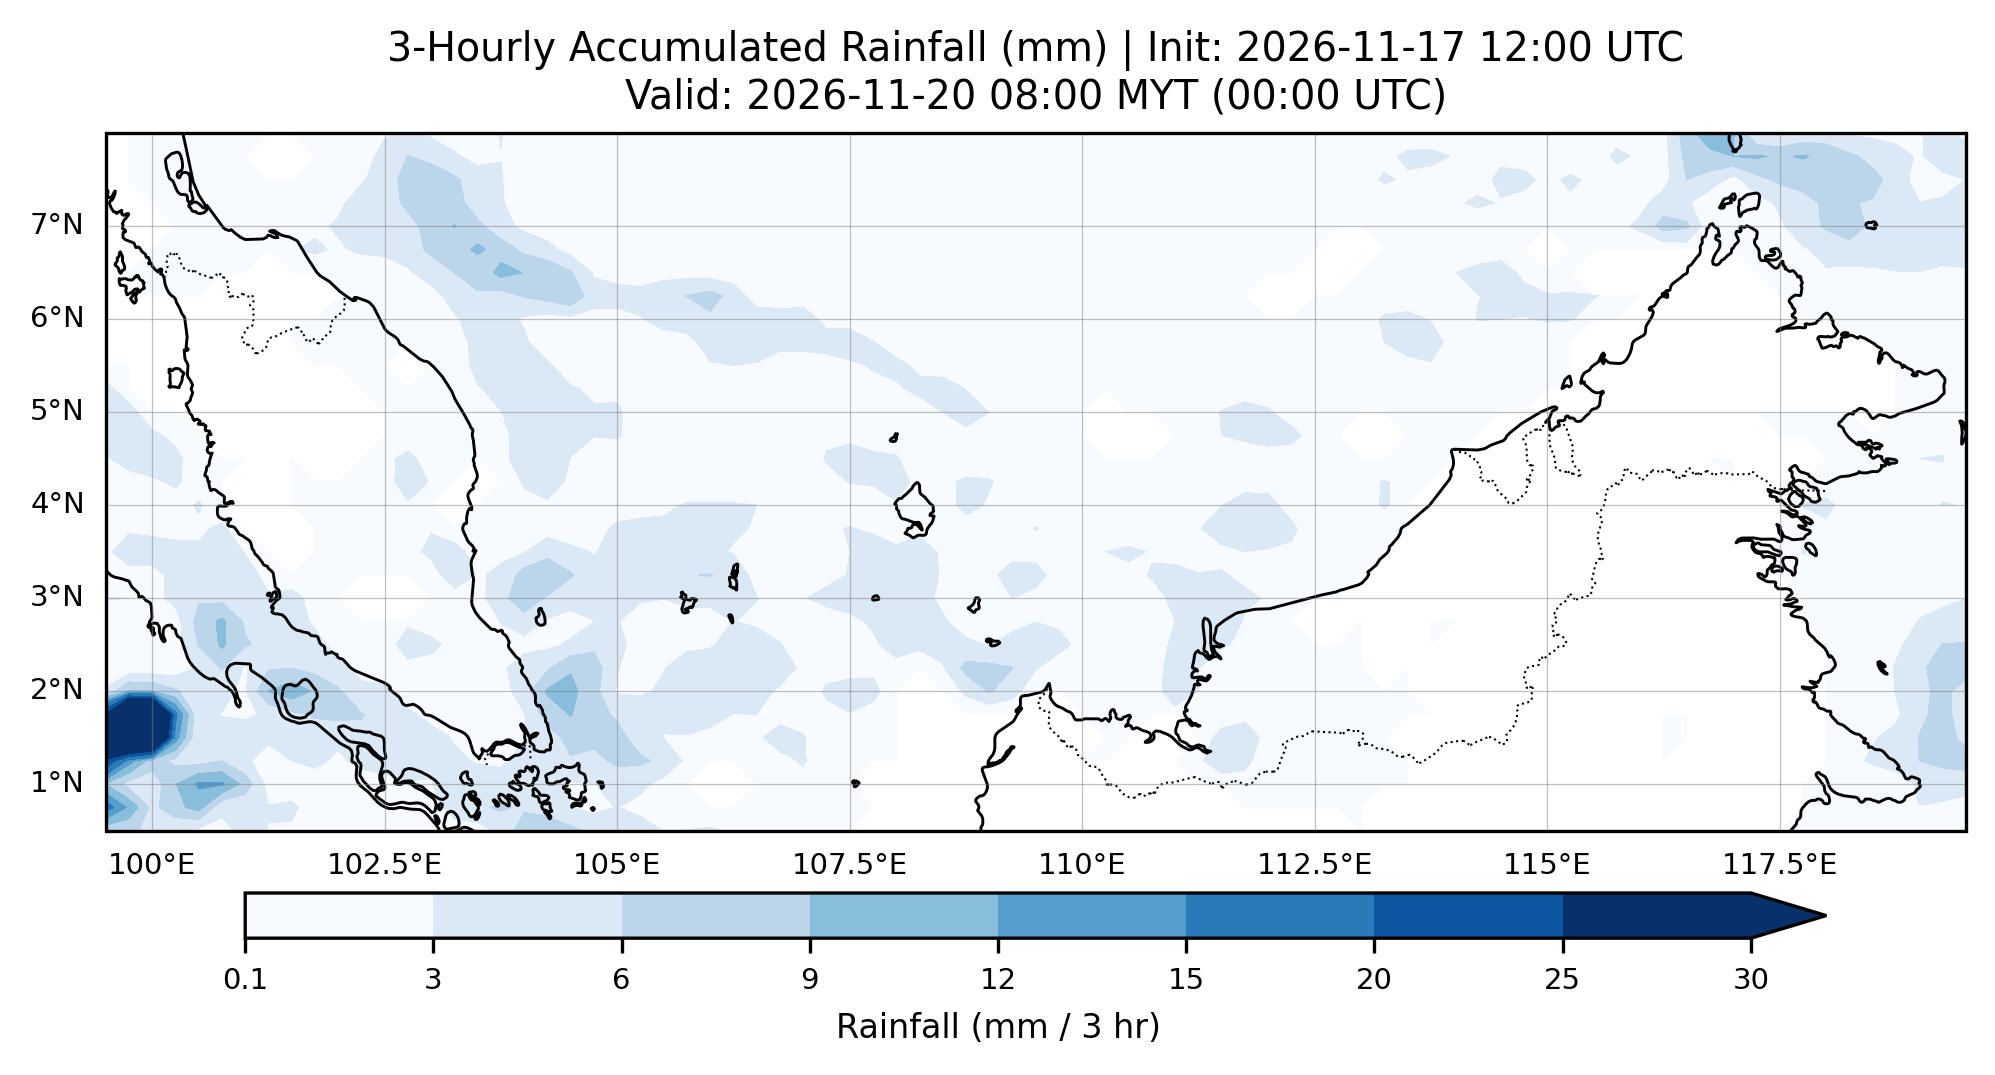 3-Hourly Accumulated Rainfall (mm) | Init: 2026-11-17 12:00 UTC
Valid: 2026-11-20 08:00 MYT (00:00 UTC)
7°N
6°N
5°N
4°N
3°N
2°N
1°N
100°E 102.5°E 105°E 107.5°E 110°E 112.5°E 115°E 117.5°E
0.1 3 6 9 12 15 20 25 30
Rainfall (mm / 3 hr)